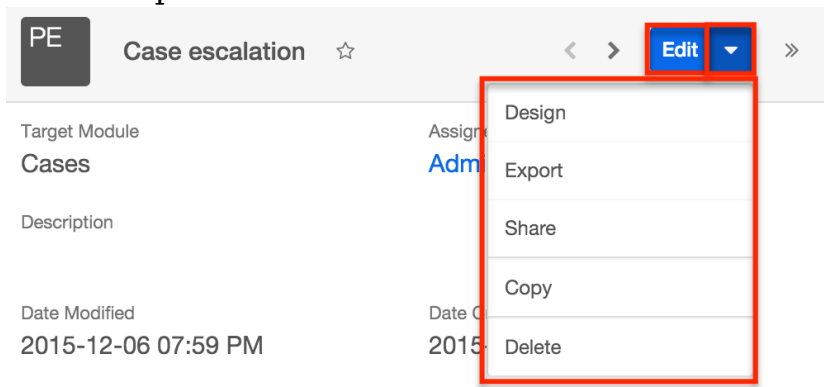 PE
Case escalation
Edit
Design
Target Module
Cases
Export
Description
Share
Copy
Date Modified
2015-12-06 07:59 PM
Delete